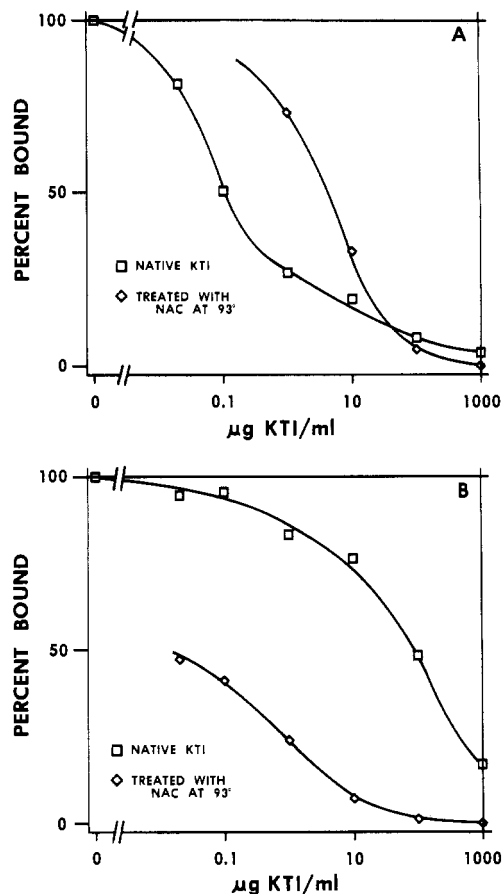 100
A
PERCENT BOUND
50
□ NATIVE KTI
◇ TREATED WITH
NAC AT 93°
0
0 0.1 10 1000
µg KTI/ml
100
B
PERCENT BOUND
50
□ NATIVE KTI
◇ TREATED WITH
NAC AT 93°
0
0 0.1 10 1000
µg KTI/ml